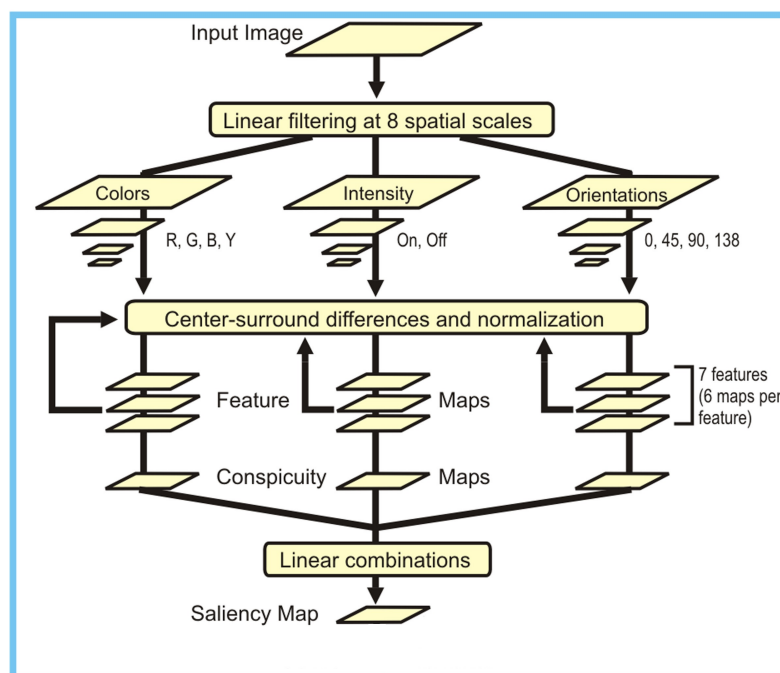 Input Image
Linear filtering at 8 spatial scales
Colors
Intensity
Orientations
R, G, B, Y
On, Off
0, 45, 90, 138
Center-surround differences and normalization
7 features
(6 maps per
feature)
Feature
Maps
Conspicuity
Maps
Linear combinations
Saliency Map